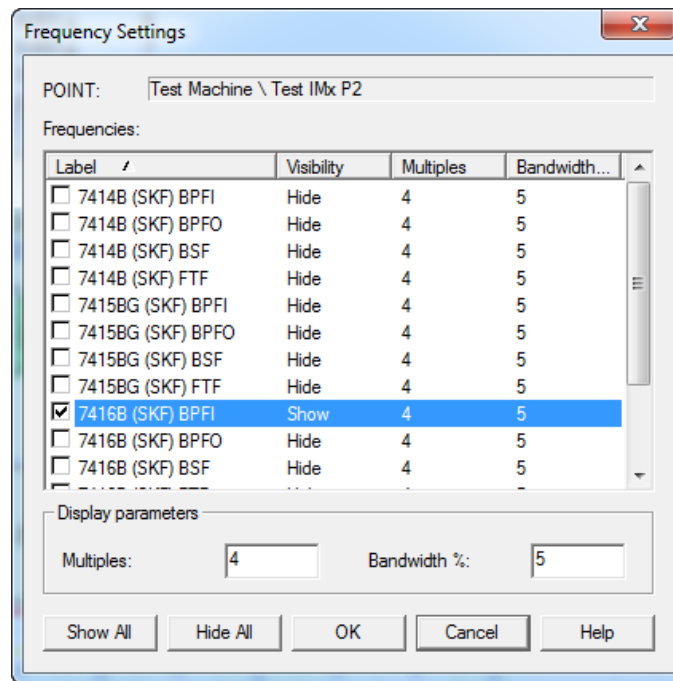 Frequency Settings
POINT: Test Machine \ Test IMx P2
Frequencies:
Label Visibility Multiples Bandwidth...
7414B (SKF) BPFI Hide 4 5
7414B (SKF) BPFO Hide 4 5
7414B (SKF) BSF Hide 4 5
7414B (SKF) FTF Hide 4 5
7415BG (SKF) BPFI Hide 4 5
7415BG (SKF) BPFO Hide 4 5
7415BG (SKF) BSF Hide 4 5
7415BG (SKF) FTF Hide 4 5
7416B (SKF) BPFI Show 4 5
7416B (SKF) BPFO Hide 4 5
7416B (SKF) BSF Hide 4 5
Display parameters
Multiples: 4 Bandwidth %: 5
Show All Hide All OK Cancel Help